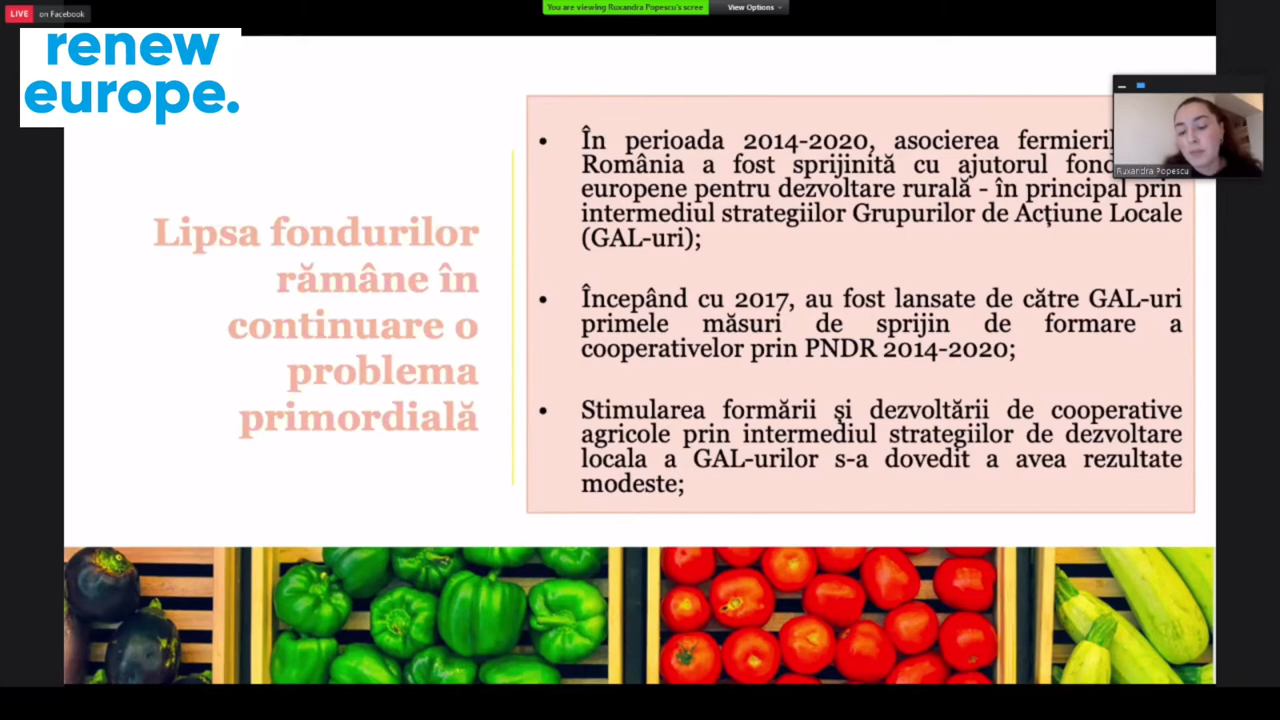 LIVE on Facebook
You are viewing Ruxandra Popescu's scree
View Options
renew
europe.
Lipsa fondurilor
rămâne în
continuare o
problema
primordială
• În perioada 2014-2020, asocierea
România a fost sprijinită cu ajutorul
europene pentru dezvoltare rurală - în principal prin
intermediul strategiilor Grupurilor de Acțiune Locale
(GAL-uri);
• Începând cu 2017, au fost lansate de către GAL-uri
primele măsuri de sprijin de formare a
cooperativelor prin PNDR 2014-2020;
• Stimularea formării și dezvoltării de cooperative
agricole prin intermediul strategiilor de dezvoltare
locala a GAL-urilor s-a dovedit a avea rezultate
modeste;
Ruxandra Popescu